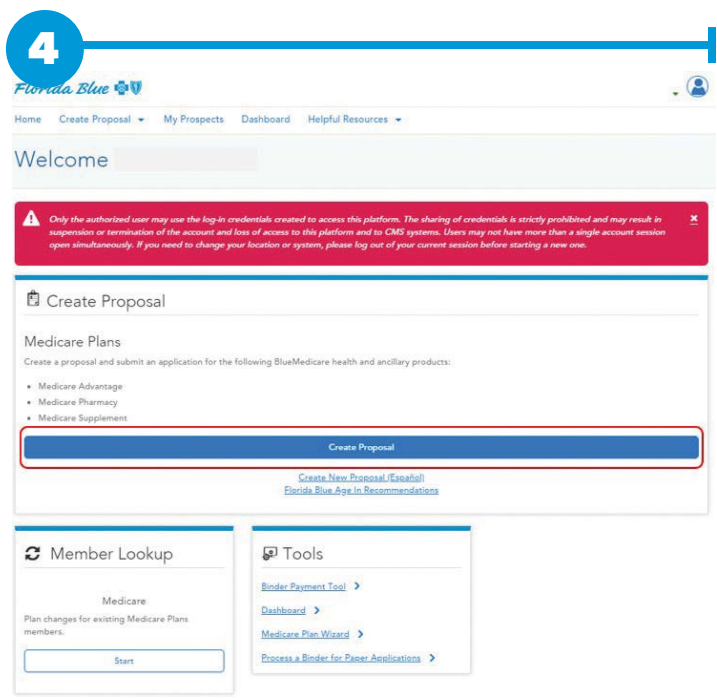 4
Florida Blue
Home Create Proposal My Prospects Dashboard Helpful Resources
Welcome
Only the authorized user may use the log-in credentials created to access this platform. The sharing of credentials is strictly prohibited and may result in
suspension or termination of the account and loss of access to this platform and to CMS systems. Users may not have more than a single account session
open simultaneously. If you need to change your location or system, please log out of your current session before starting a new one.
x
Create Proposal
Medicare Plans
Create a proposal and submit an application for the following BlueMedicare health and ancillary products:
• Medicare Advantage
• Medicare Pharmacy
• Medicare Supplement
Create Proposal
Create New Proposal (Español)
Florida Blue Age In Recommendations
Member Lookup
Medicare
Plan changes for existing Medicare Plans
members.
Start
Tools
Binder Payment Tool
Dashboard
Medicare Plan Wizard
Process a Binder for Paper Applications